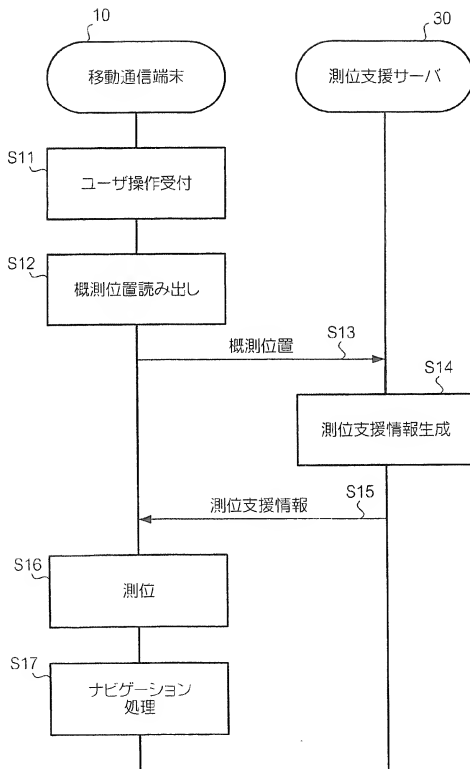 10
30
移動通信端末
測位支援サーバ
S11
ユーザ操作受付
S12
概測位置読み出し
概測位置
S13
S14
測位支援情報生成
測位支援情報
S15
S16
測位
S17
ナビゲーション
処理